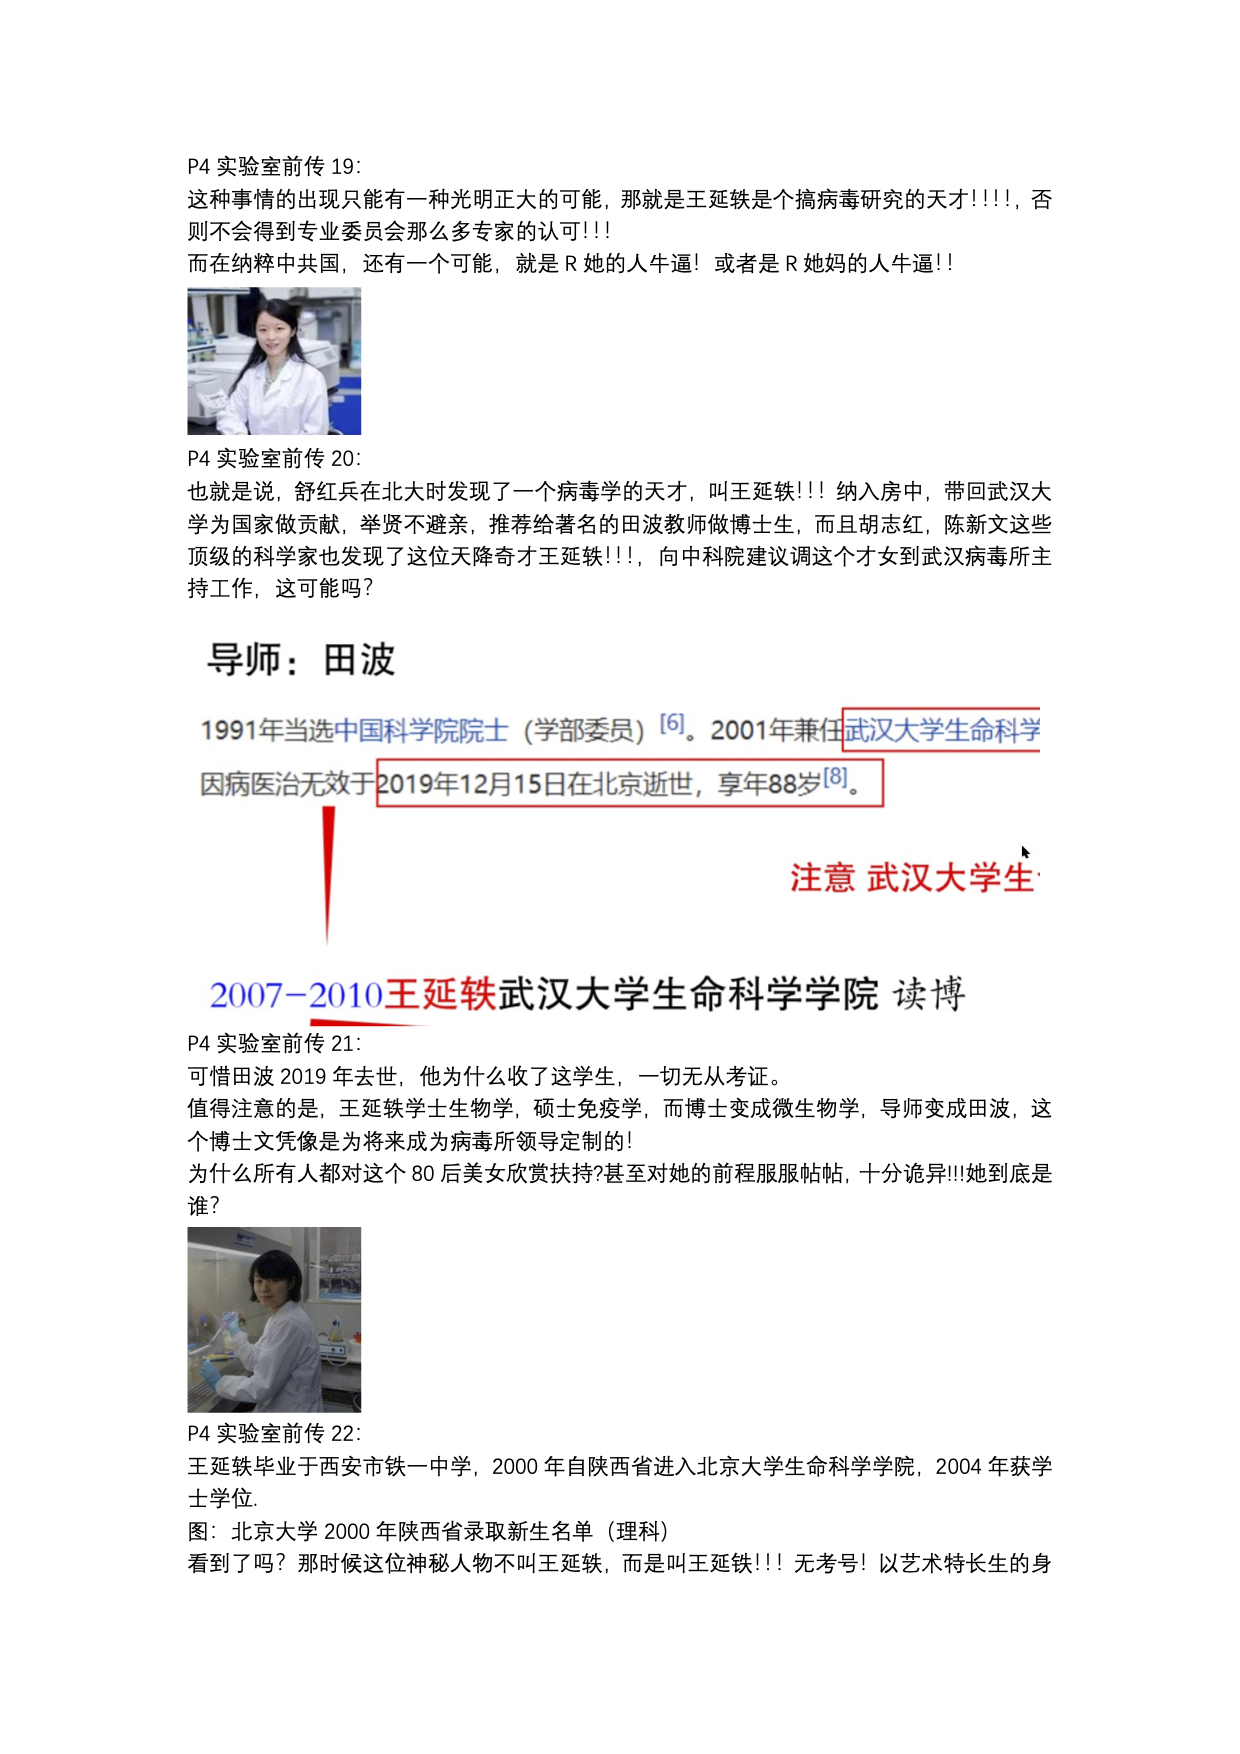 P4 实验室前传 19：
这种事情的出现只能有一种光明正大的可能，那就是王延轶是个搞病毒研究的天才！！！！，否
则不会得到专业委员会那么多专家的认可！！！
而在纳粹中共国，还有一个可能，就是 R 她的人牛逼！或者是 R 她妈的人牛逼！！
P4 实验室前传 20：
也就是说，舒红兵在北大时发现了一个病毒学的天才，叫王延轶！！！纳入房中，带回武汉大
学为国家做贡献，举贤不避亲，推荐给著名的田波教师做博士生，而且胡志红，陈新文这些
顶级的科学家也发现了这位天降奇才王延轶！！！，向中科院建议调这个才女到武汉病毒所主
持工作，这可能吗？
导师：田波
1991年当选中国科学院院士（学部委员）[6]。2001年兼任武汉大学生命科学
因病医治无效于2019年12月15日在北京逝世，享年88岁[8]。
注意 武汉大学生
2007-2010王延轶武汉大学生命科学学院 读博
P4 实验室前传 21：
可惜田波 2019 年去世，他为什么收了这学生，一切无从考证。
值得注意的是，王延轶学士生物学，硕士免疫学，而博士变成微生物学，导师变成田波，这
个博士文凭像是为将来成为病毒所领导定制的！
为什么所有人都对这个 80 后美女欣赏扶持?甚至对她的前程服服帖帖，十分诡异!!!她到底是
谁？
P4 实验室前传 22：
王延轶毕业于西安市铁一中学，2000 年自陕西省进入北京大学生命科学学院，2004 年获学
士学位.
图：北京大学 2000 年陕西省录取新生名单（理科）
看到了吗？那时候这位神秘人物不叫王延轶，而是叫王延铁！！！无考号！以艺术特长生的身